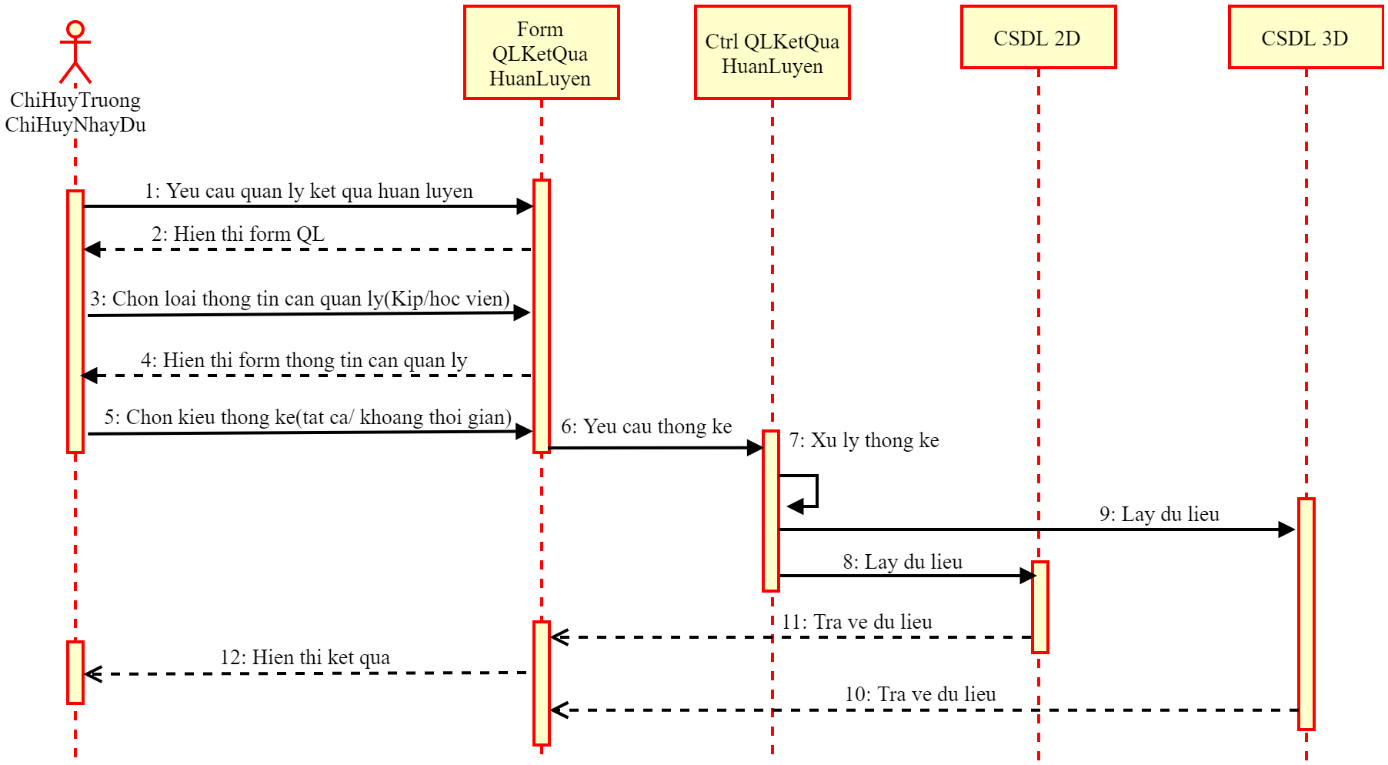 Form
QLKetQua
HuanLuyen
Ctrl QLKetQua
HuanLuyen
CSDL 2D
CSDL 3D
ChiHuyTruong
ChiHuyNhayDu
1: Yeu cau quan ly ket qua huan luyen
2: Hien thi form QL
3: Chon loai thong tin can quan ly(Kip/hoc vien)
4: Hien thi form thong tin can quan ly
5: Chon kieu thong ke(tat ca/ khoang thoi gian)
6: Yeu cau thong ke
7: Xu ly thong ke
9: Lay du lieu
8: Lay du lieu
11: Tra ve du lieu
12: Hien thi ket qua
10: Tra ve du lieu